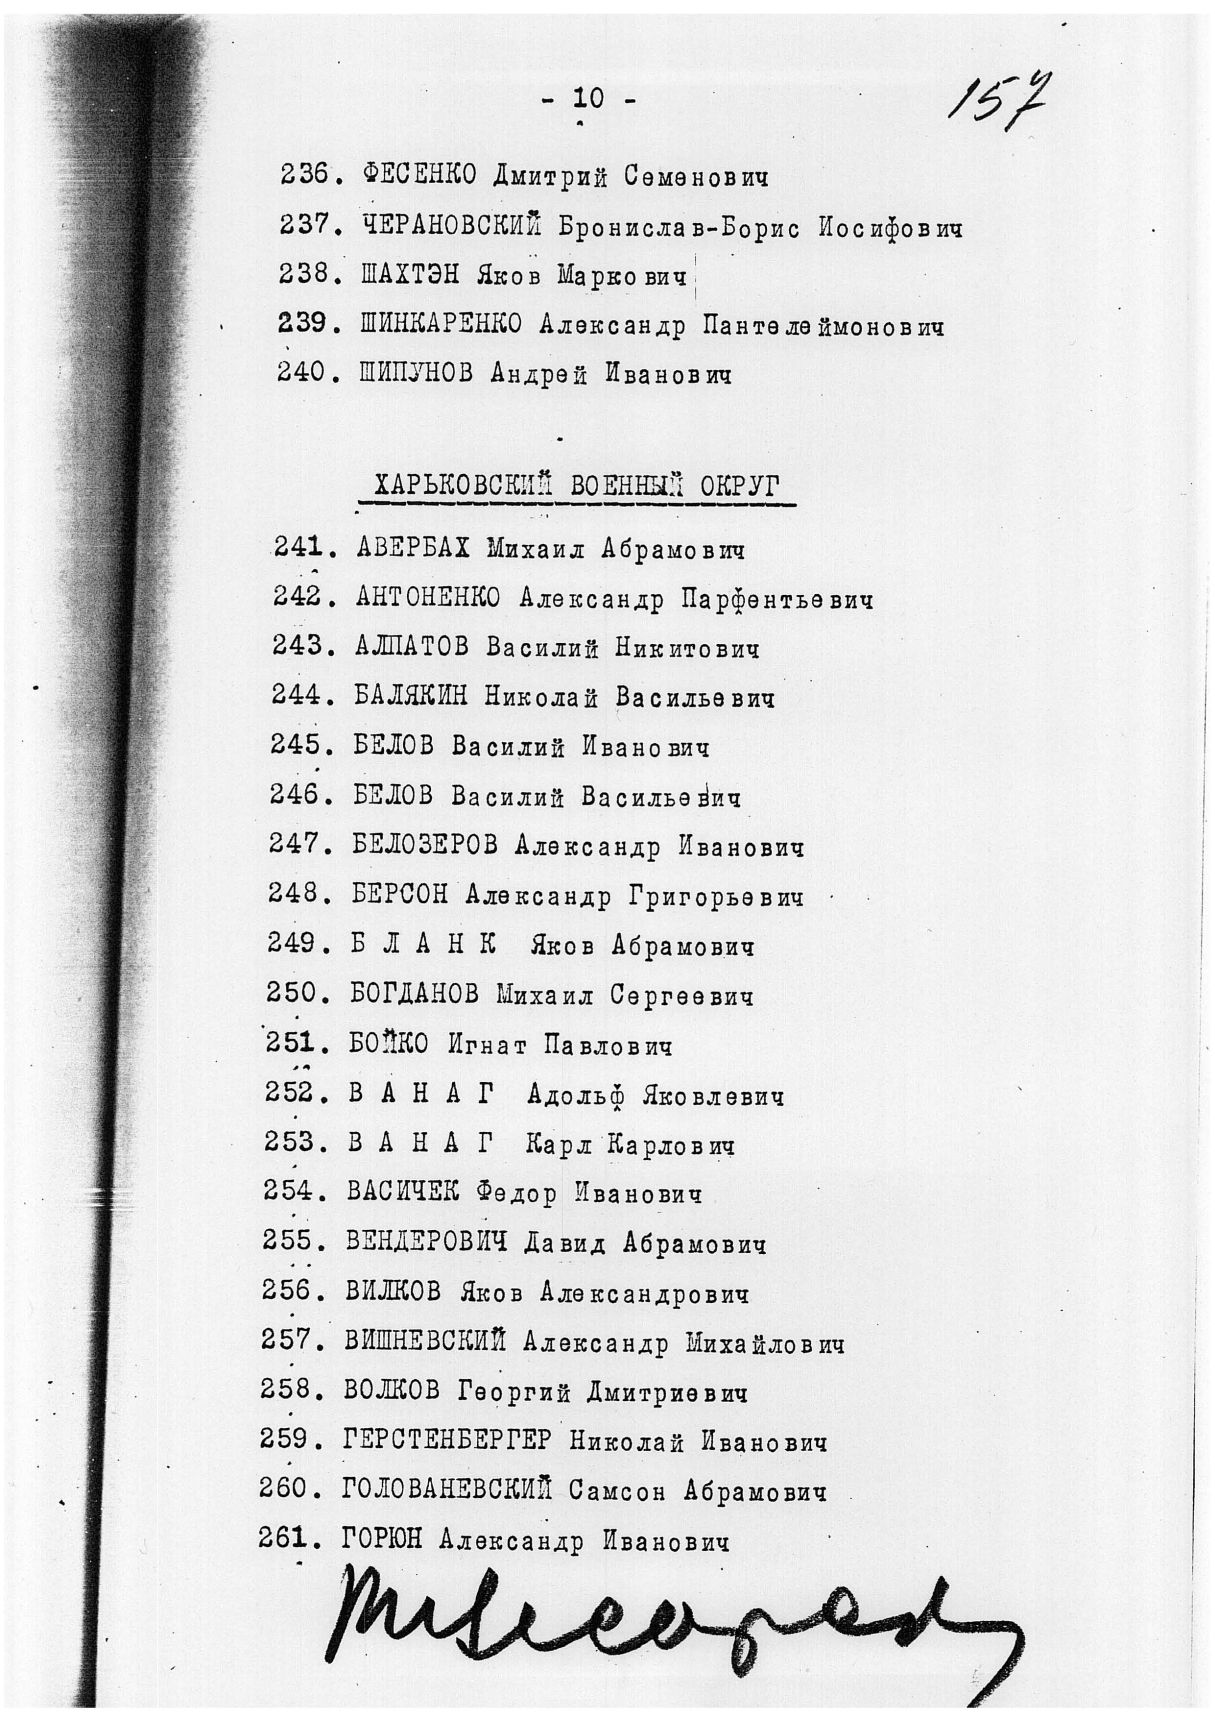 - 10 -
157
236. ФЕСЕНКО Дмитрий Семенович
237. ЧЕРАНОВСКИЙ Бронислав-Борис Иосифович
238. ШАХТЭН Яков Маркович
239. ШИНКАРЕНКО Александр Пантелеймонович
240. ШИПУНОВ Андрей Иванович
ХАРЬКОВСКИЙ ВОЕННЫЙ ОКРУГ
241. АВЕРБАХ Михаил Абрамович
242. АНТОНЕНКО Александр Парфентьевич
243. АЛПАТОВ Василий Никитович
244. БАЛЯКИН Николай Васильевич
245. БЕЛОВ Василий Иванович
246. БЕЛОВ Василий Васильевич
247. БЕЛОЗЕРОВ Александр Иванович
248. БЕРСОН Александр Григорьевич
249. Б Л А Н К Яков Абрамович
250. БОГДАНОВ Михаил Сергеевич
251. БОЙКО Игнат Павлович
252. В А Н А Г Адольф Яковлевич
253. В А Н А Г Карл Карлович
254. ВАСИЧЕК Федор Иванович
255. ВЕНДЕРОВИЧ Давид Абрамович
256. ВИЛКОВ Яков Александрович
257. ВИШНЕВСКИЙ Александр Михайлович
258. ВОЛКОВ Георгий Дмитриевич
259. ГЕРСТЕНБЕРГЕР Николай Иванович
260. ГОЛОВАНЕВСКИЙ Самсон Абрамович
261. ГОРЮН Александр Иванович